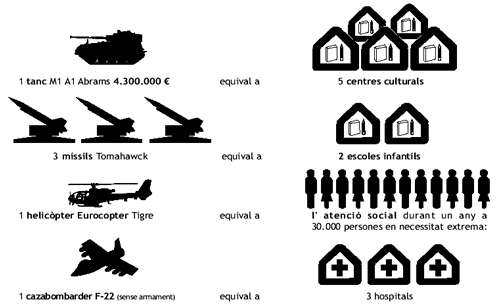 1 tanc M1 A1 Abrams 4.300.000 € equival a 5 centres culturals
3 míssils Tomahawck equival a 2 escoles infantils
1 helicòpter Eurocopter Tigre equival a l' atenció social durant un any a
30.000 persones en necessitat extrema:
1 cazabombarder F-22 (sense armament) equival a 3 hospitals